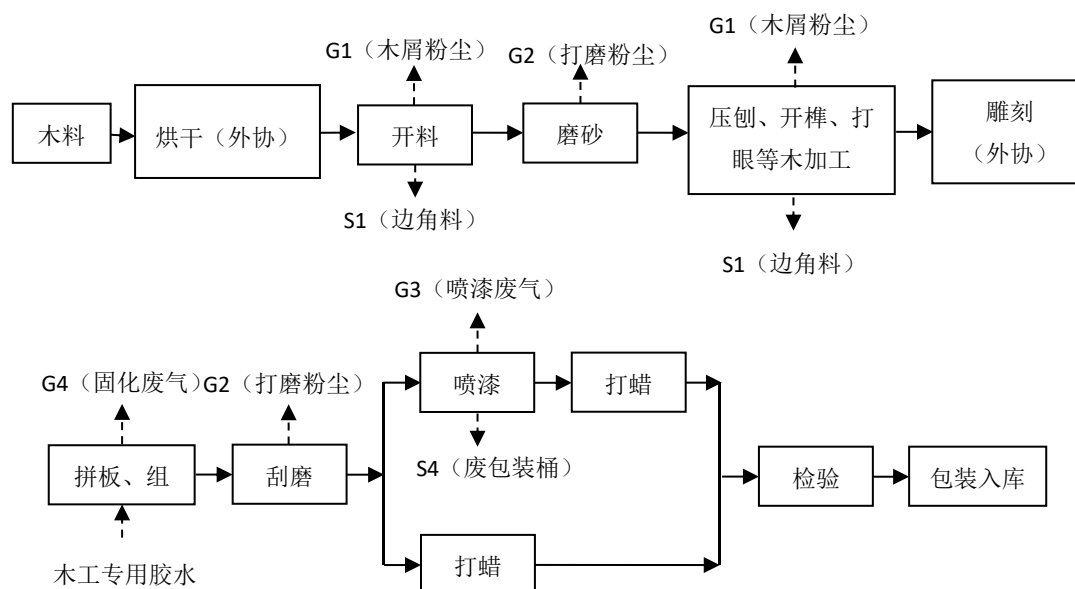 G1（木屑粉尘）
G2（打磨粉尘）
G1（木屑粉尘）
木料
烘干（外协）
开料
磨砂
压刨、开榫、打
眼等木加工
雕刻
（外协）
S1（边角料）
S1（边角料）
G3（喷漆废气）
G4（固化废气）
G2（打磨粉尘）
喷漆
打蜡
拼板、组
刮磨
S4（废包装桶）
检验
包装入库
木工专用胶水
打蜡